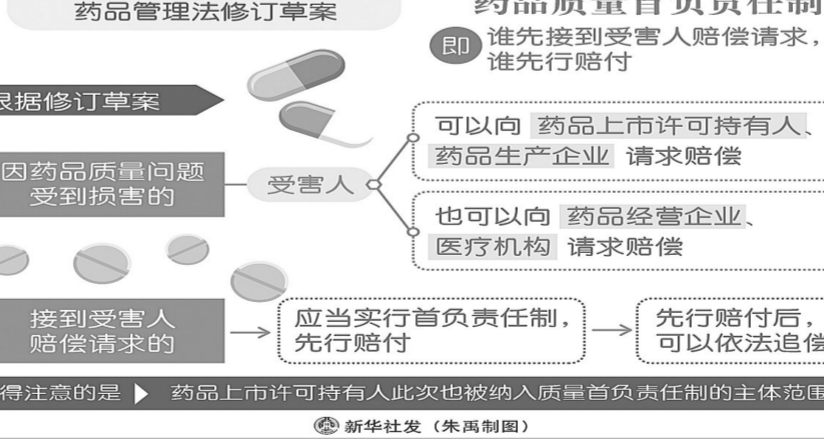 药品管理法修订草案
药品质量首负责任制
即
谁先接到受害人赔偿请求，
谁先行赔付
根据修订草案
因药品质量问题
受到损害的
受害人
可以向 药品上市许可持有人、
药品生产企业 请求赔偿
也可以向 药品经营企业、
医疗机构 请求赔偿
接到受害人
赔偿请求的
应当实行首负责任制，
先行赔付
先行赔付后，
可以依法追偿
得注意的是 药品上市许可持有人此次也被纳入质量首负责任制的主体范围
新华社发（朱禹制图）